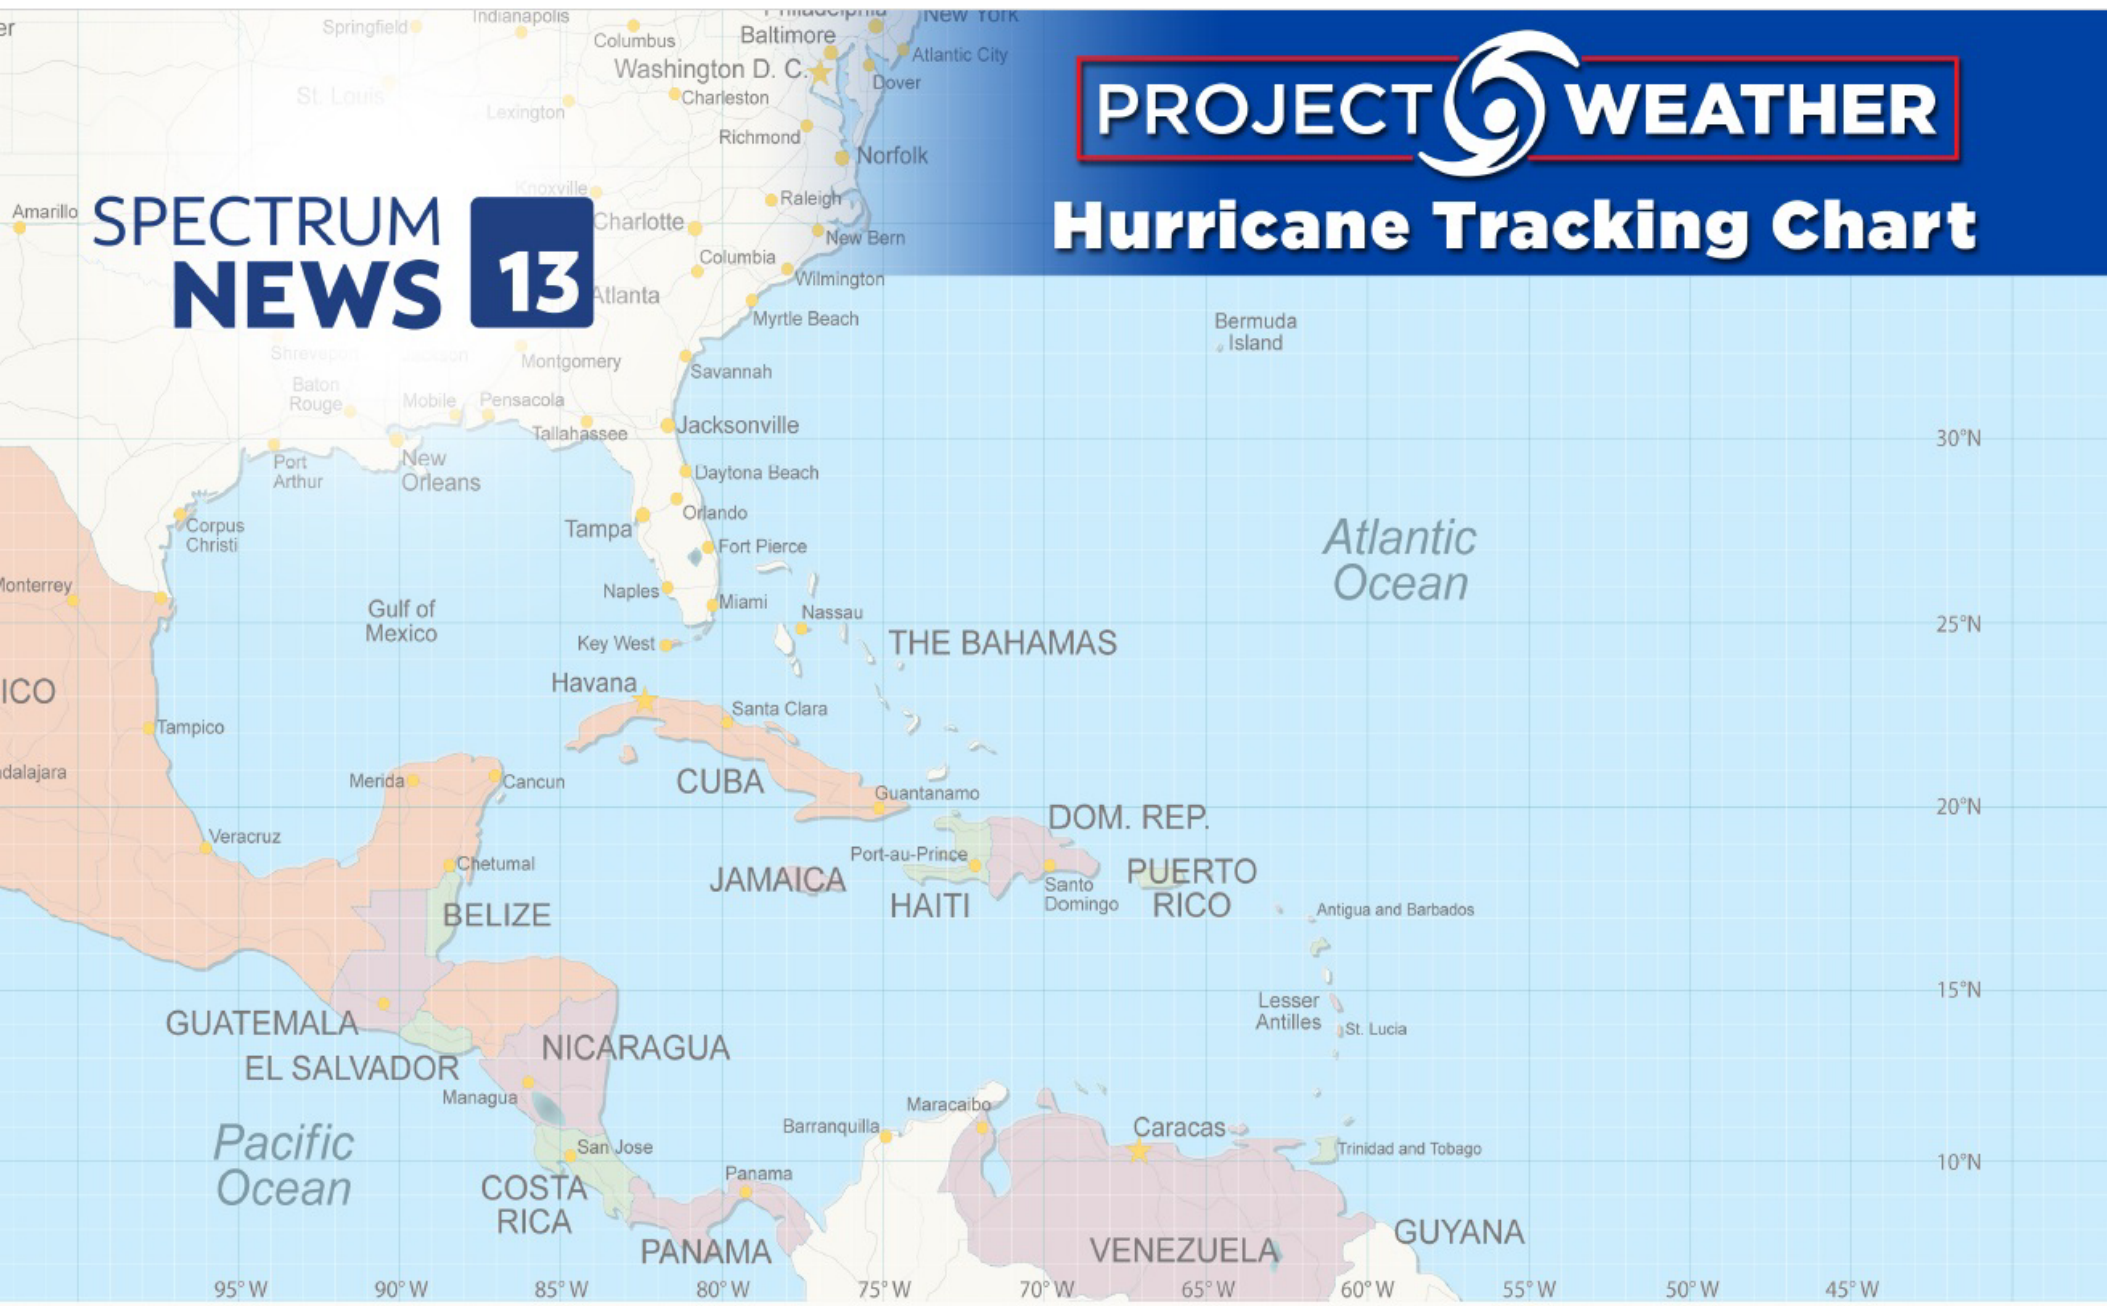 er
Springfield
Indianapolis
Columbus
Philadelphia
Baltimore
New York
Atlantic City
Washington D. C.
Dover
St. Louis
Charleston
Lexington
Richmond
Norfolk
PROJECT WEATHER
Hurricane Tracking Chart
Knoxville
Raleigh
Amarillo
SPECTRUM
NEWS 13
Charlotte
New Bern
Columbia
Wilmington
Atlanta
Myrtle Beach
Bermuda
Island
Shreveport
Jackson
Montgomery
Savannah
Baton
Rouge
Mobile
Pensacola
Tallahassee
Jacksonville
30°N
Port
Arthur
New
Orleans
Daytona Beach
Orlando
Corpus
Christi
Tampa
Fort Pierce
Atlantic
Ocean
Monterrey
Naples
Miami
Gulf of
Mexico
Nassau
25°N
Key West
THE BAHAMAS
ICO
Havana
Santa Clara
Tampico
dalajara
Merida
Cancun
CUBA
Guantanamo
20°N
DOM. REP.
Veracruz
Chetumal
Port-au-Prince
JAMAICA
HAITI
Santo
Domingo
PUERTO
RICO
BELIZE
Antigua and Barbados
15°N
Lesser
Antilles
St. Lucia
GUATEMALA
EL SALVADOR
NICARAGUA
Managua
Maracaibo
Barranquilla
Caracas
Pacific
Ocean
San Jose
Trinidad and Tobago
10°N
COSTA
RICA
Panama
PANAMA
VENEZUELA
GUYANA
95°W
90°W
85°W
80°W
75°W
70°W
65°W
60°W
55°W
50°W
45°W